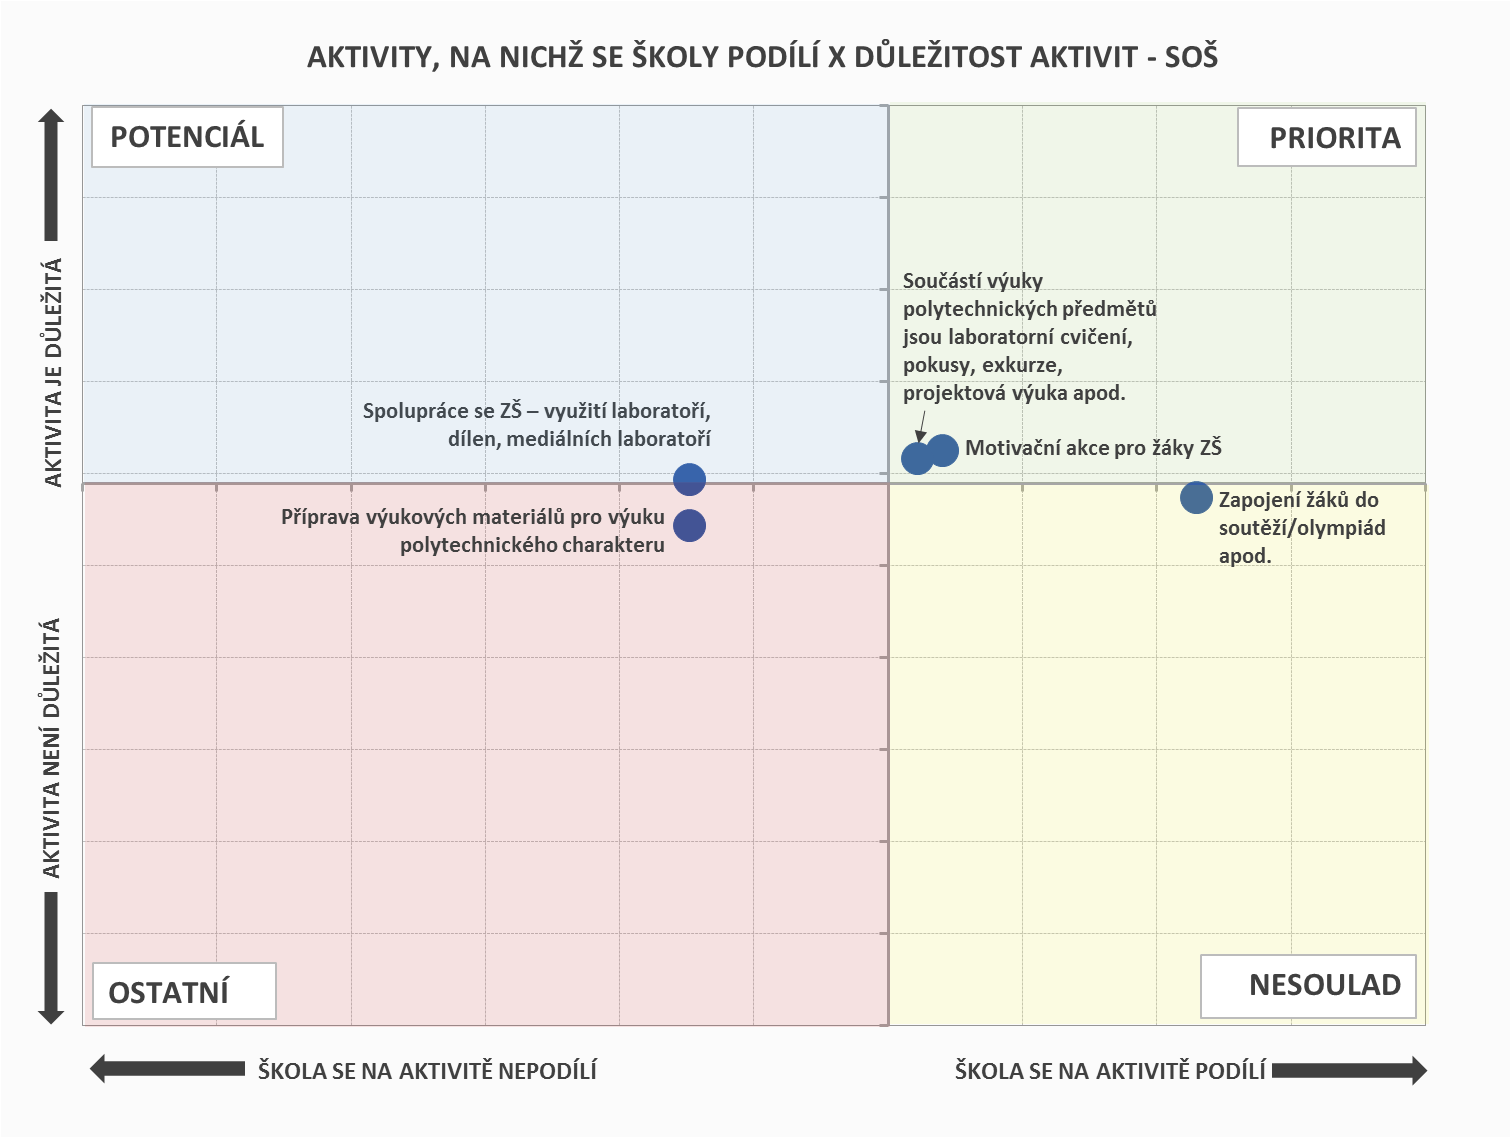 AKTIVITY, NA NICHŽ SE ŠKOLY PODÍLÍ X DŮLEŽITOST AKTIVIT - SOŠ
POTENCIÁL
PRIORITA
AKTIVITA JE DŮLEŽITÁ
Součástí výuky
polytechnických předmětů
jsou laboratorní cvičení,
pokusy, exkurze,
projektová výuka apod.
Spolupráce se ZŠ – využití laboratoří,
dílen, mediálních laboratoří
Motivační akce pro žáky ZŠ
Příprava výukových materiálů pro výuku
polytechnického charakteru
Zapojení žáků do
soutěží/olympiád
apod.
AKTIVITA NENÍ DŮLEŽITÁ
OSTATNÍ
NESOULAD
ŠKOLA SE NA AKTIVITĚ NEPODÍLÍ
ŠKOLA SE NA AKTIVITĚ PODÍLÍ